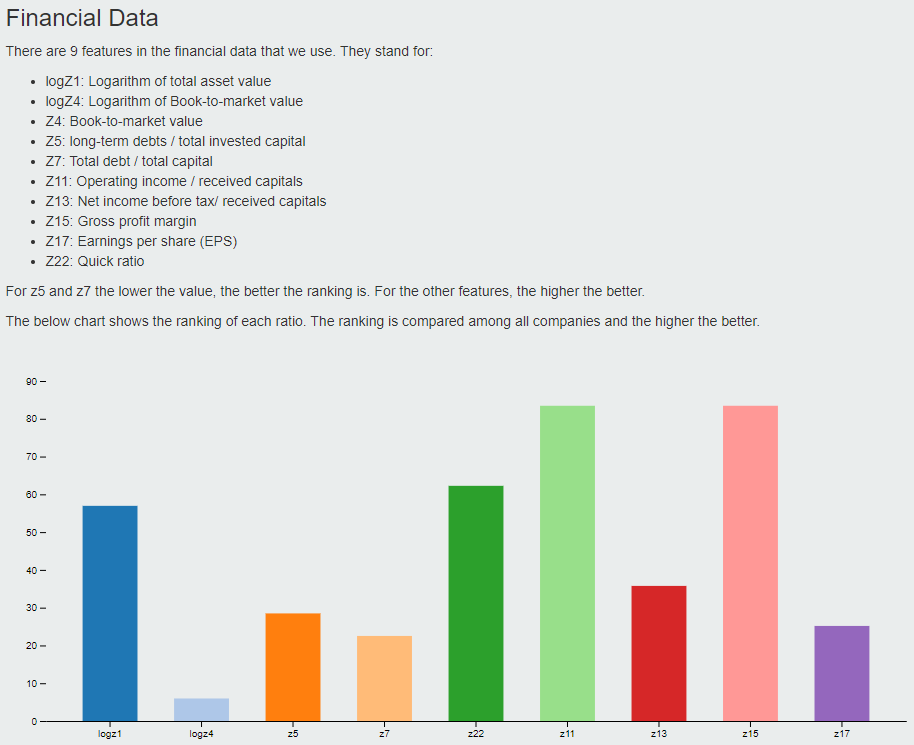 Financial Data
There are 9 features in the financial data that we use. They stand for:
logZ1: Logarithm of total asset value
logZ4: Logarithm of Book-to-market value
Z4: Book-to-market value
Z5: long-term debts / total invested capital
Z7: Total debt / total capital
Z11: Operating income / received capitals
Z13: Net income before tax/ received capitals
Z15: Gross profit margin
Z17: Earnings per share (EPS)
Z22: Quick ratio
For z5 and z7 the lower the value, the better the ranking is. For the other features, the higher the better.
The below chart shows the ranking of each ratio. The ranking is compared among all companies and the higher the better.
90
80
70
60
50
40
30
20
10
0
logz1 logz4 z5 z7 z22 z11 z13 z15 z17